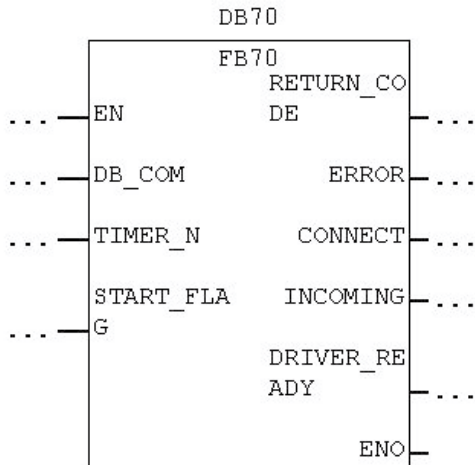 DB70
FB70
RETURN_CO
... EN DE ...
... DB_COM ERROR ...
... TIMER_N CONNECT ...
START_FLA INCOMING ...
... G
DRIVER_RE
ADY ...
ENO